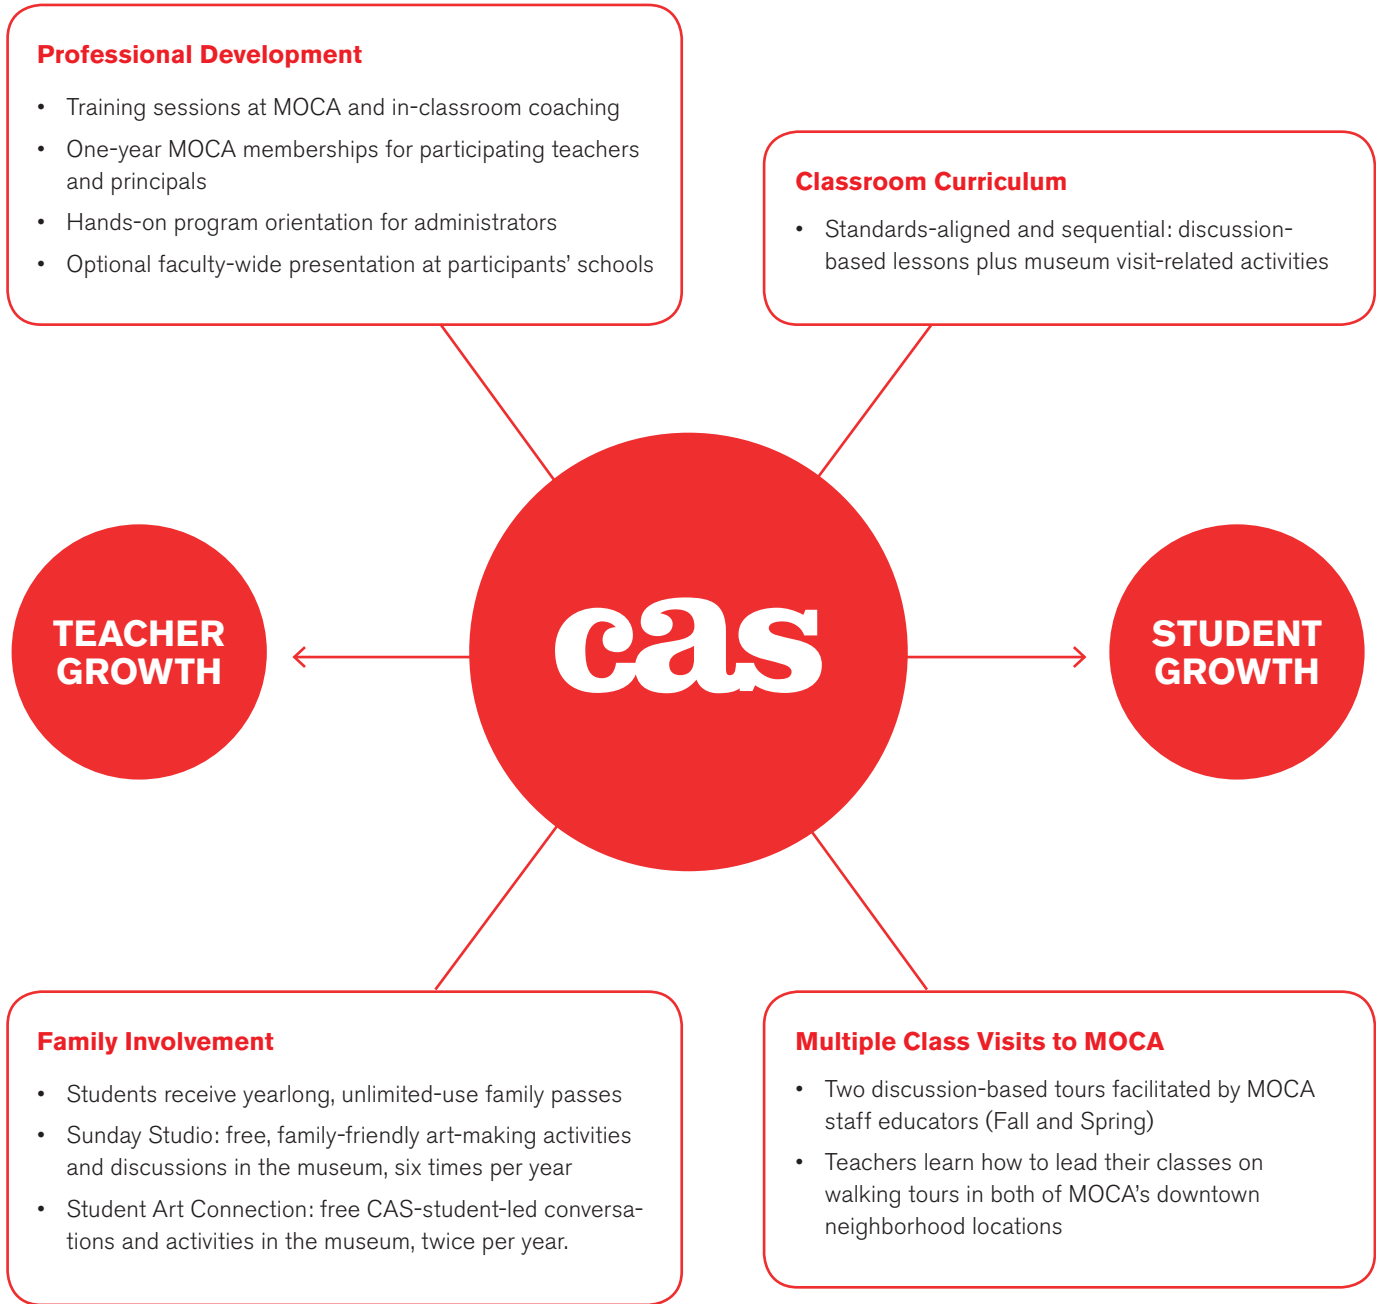 Professional Development
• Training sessions at MOCA and in-classroom coaching
• One-year MOCA memberships for participating teachers
and principals
• Hands-on program orientation for administrators
• Optional faculty-wide presentation at participants’ schools
Classroom Curriculum
• Standards-aligned and sequential: discussion-
based lessons plus museum visit-related activities
TEACHER
GROWTH
cas
STUDENT
GROWTH
Family Involvement
• Students receive yearlong, unlimited-use family passes
• Sunday Studio: free, family-friendly art-making activities
and discussions in the museum, six times per year
• Student Art Connection: free CAS-student-led conversa-
tions and activities in the museum, twice per year.
Multiple Class Visits to MOCA
• Two discussion-based tours facilitated by MOCA
staff educators (Fall and Spring)
• Teachers learn how to lead their classes on
walking tours in both of MOCA’s downtown
neighborhood locations